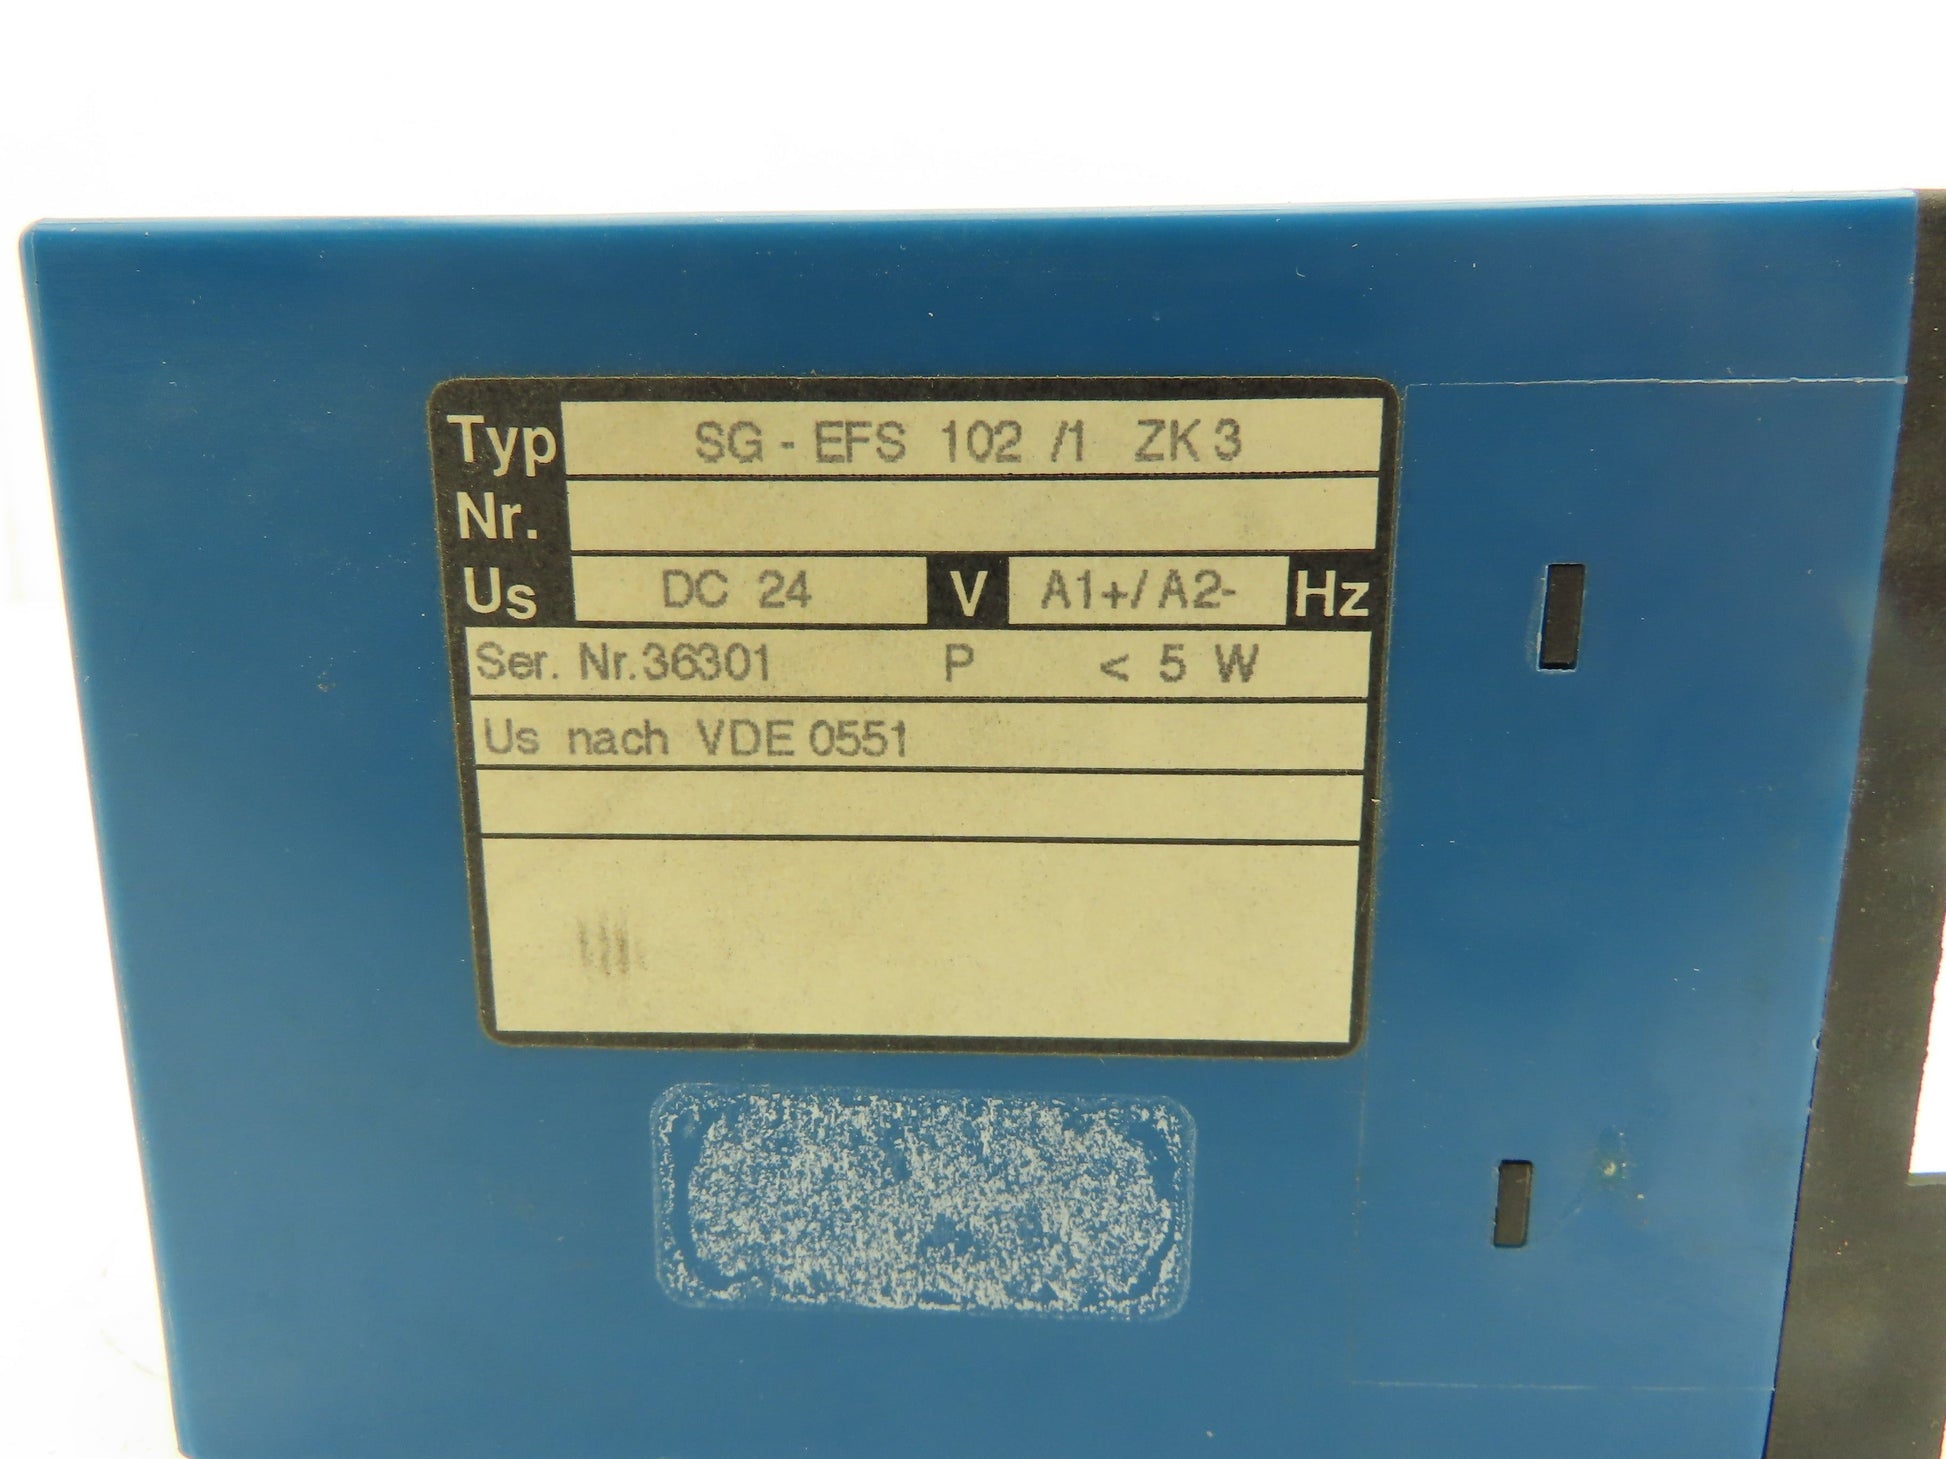 Typ SG - EFS 102 /1 ZK 3
Nr.
Us DC 24 V A1+/ A2- Hz
Ser. Nr.36301 P < 5 W
Us nach VDE 0551